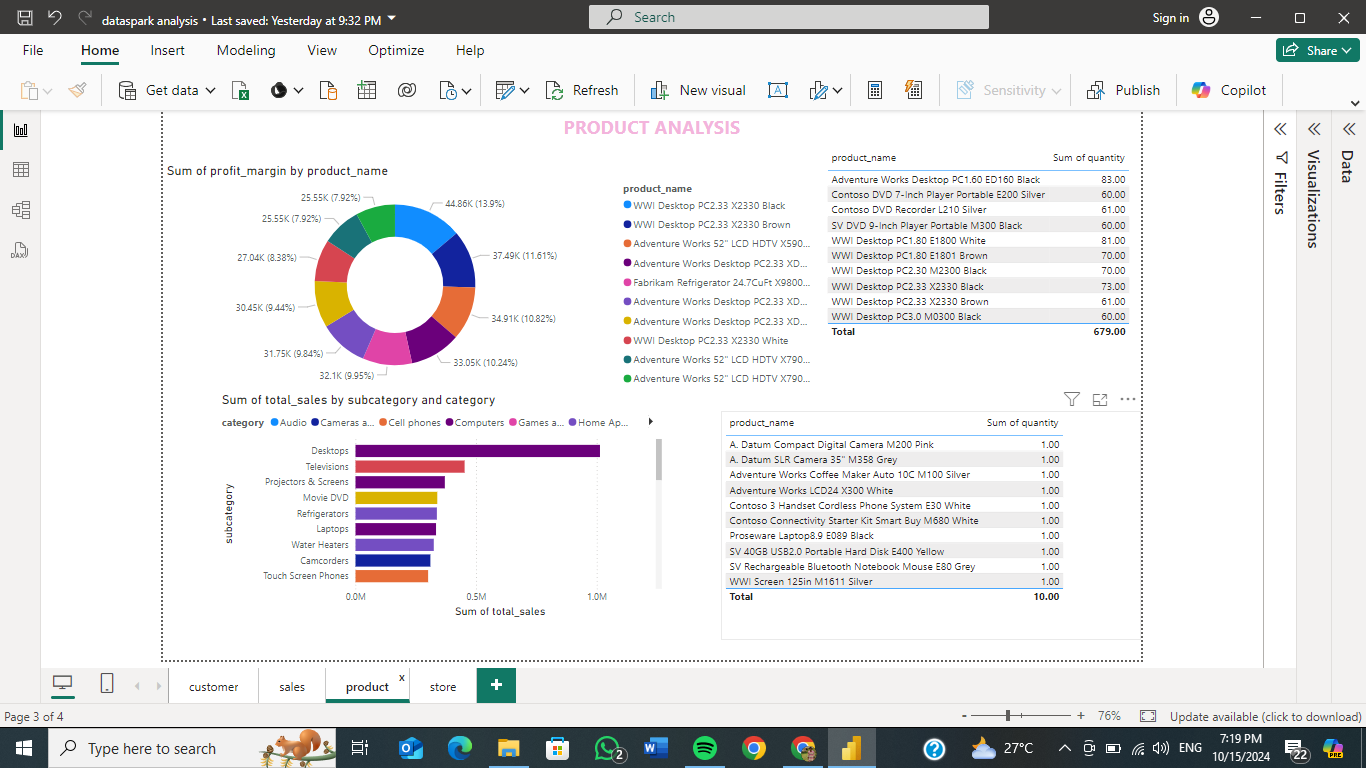 dataspark analysis • Last saved: Yesterday at 9:32 PM
Search
Sign in
File Home Insert Modeling View Optimize Help
Share
Get data
Refresh
New visual
Sensitivity
Publish
Copilot
PRODUCT ANALYSIS
Sum of profit_margin by product_name
44.86K (13.9%)
37.49K (11.61%)
34.91K (10.82%)
33.05K (10.24%)
32.1K (9.95%)
31.75K (9.84%)
30.45K (9.44%)
27.04K (8.38%)
25.55K (7.92%)
25.55K (7.92%)
product_name
WWI Desktop PC2.33 X2330 Black
WWI Desktop PC2.33 X2330 Brown
Adventure Works 52" LCD HDTV X590...
Adventure Works Desktop PC2.33 XD...
Fabrikam Refrigerator 24.7CuFt X9800...
Adventure Works Desktop PC2.33 XD...
Adventure Works Desktop PC2.33 XD...
WWI Desktop PC2.33 X2330 White
Adventure Works 52" LCD HDTV X790...
Adventure Works 52" LCD HDTV X790...
product_name Sum of quantity
Adventure Works Desktop PC1.60 ED160 Black 83.00
Contoso DVD 7-Inch Player Portable E200 Silver 60.00
Contoso DVD Recorder L210 Silver 61.00
SV DVD 9-Inch Player Portable M300 Black 60.00
WWI Desktop PC1.80 E1800 White 81.00
WWI Desktop PC1.80 E1801 Brown 70.00
WWI Desktop PC2.30 M2300 Black 70.00
WWI Desktop PC2.33 X2330 Black 73.00
WWI Desktop PC2.33 X2330 Brown 61.00
WWI Desktop PC3.0 M0300 Black 60.00
Total 679.00
Sum of total_sales by subcategory and category
category Audio Cameras a... Cell phones Computers Games a... Home Ap...
subcategory
Desktops
Televisions
Projectors & Screens
Movie DVD
Refrigerators
Laptops
Water Heaters
Camcorders
Touch Screen Phones
0.0M 0.5M 1.0M
Sum of total_sales
product_name Sum of quantity
A. Datum Compact Digital Camera M200 Pink 1.00
A. Datum SLR Camera 35" M358 Grey 1.00
Adventure Works Coffee Maker Auto 10C M100 Silver 1.00
Adventure Works LCD24 X300 White 1.00
Contoso 3 Handset Cordless Phone System E30 White 1.00
Contoso Connectivity Starter Kit Smart Buy M680 White 1.00
Proseware Laptop8.9 E089 Black 1.00
SV 40GB USB2.0 Portable Hard Disk E400 Yellow 1.00
SV Rechargeable Bluetooth Notebook Mouse E80 Grey 1.00
WWI Screen 125in M1611 Silver 1.00
Total 10.00
Filters
Visualizations
Data
DAX
customer sales product x store +
Page 3 of 4
- + 76%
Update available (click to download)
Type here to search
2
27°C
ENG
7:19 PM
10/15/2024
22
PRE